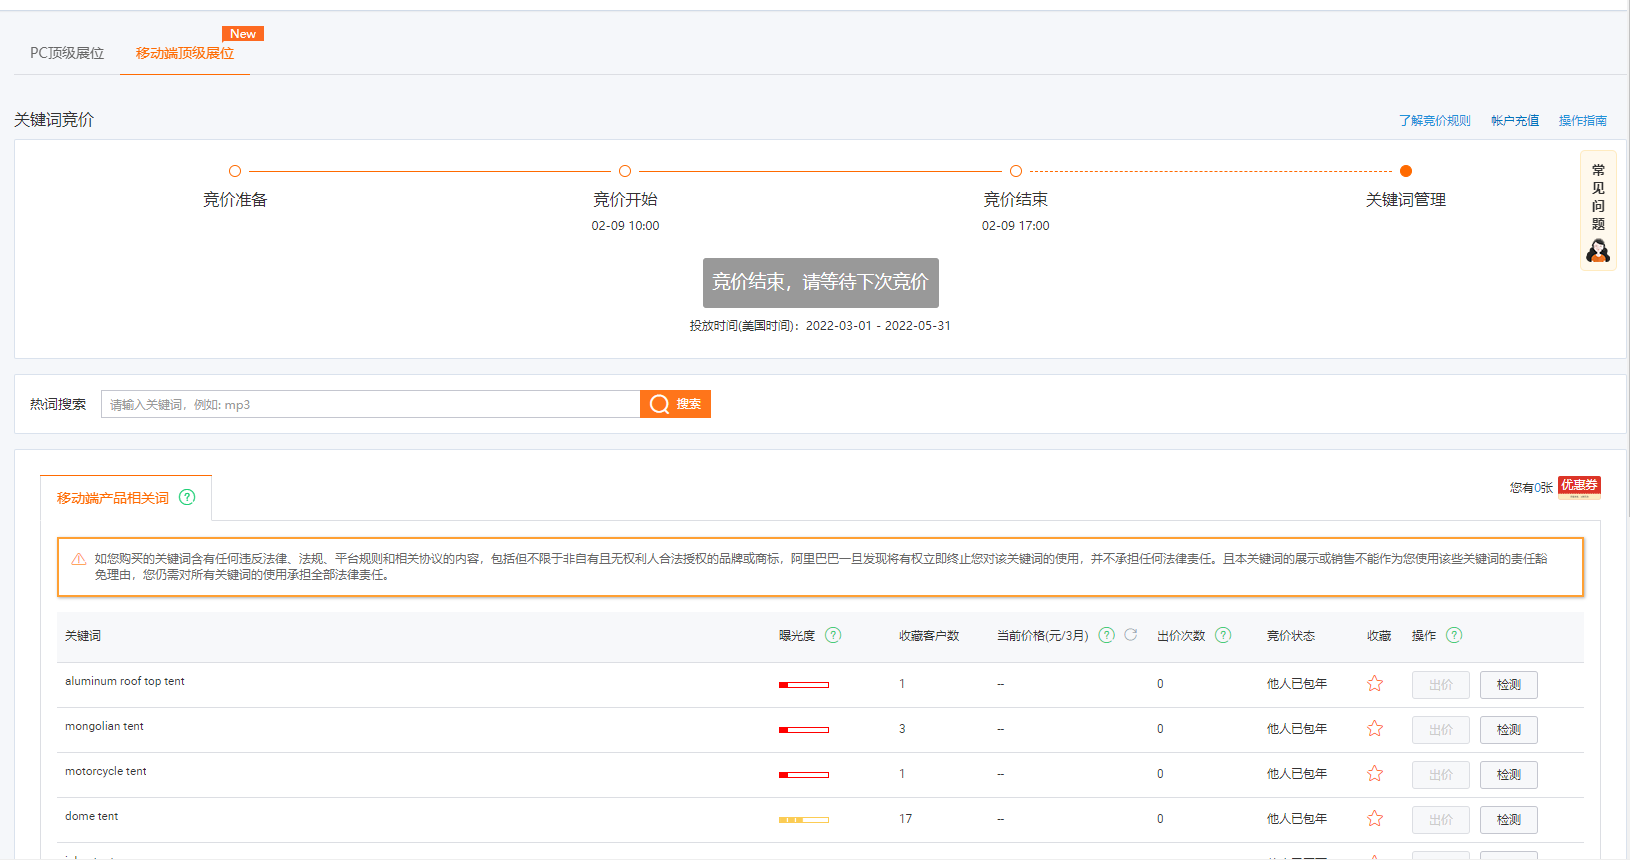 New
PC顶级展位 移动端顶级展位
关键词竞价 了解竞价规则 帐户充值 操作指南
竞价准备 竞价开始 竞价结束 关键词管理
02-09 10:00 02-09 17:00
常见问题
竞价结束，请等待下次竞价
投放时间(美国时间)：2022-03-01 - 2022-05-31
热词搜索 请输入关键词，例如: mp3 搜索
移动端产品相关词 ? 您有0张 优惠券
如您购买的关键词含有任何违反法律、法规、平台规则和相关协议的内容，包括但不限于非自有且无权利人合法授权的品牌或商标，阿里巴巴一旦发现将有权立即终止您对该关键词的使用，并不承担任何法律责任。且本关键词的展示或销售不能作为您使用该些关键词的责任豁
免理由，您仍需对所有关键词的使用承担全部法律责任。
关键词 曝光度 ? 收藏客户数 当前价格(元/3月) ? 出价次数 ? 竞价状态 收藏 操作 ?
aluminum roof top tent 1 -- 0 他人已包年 出价 检测
mongolian tent 3 -- 0 他人已包年 出价 检测
motorcycle tent 1 -- 0 他人已包年 出价 检测
dome tent 17 -- 0 他人已包年 出价 检测